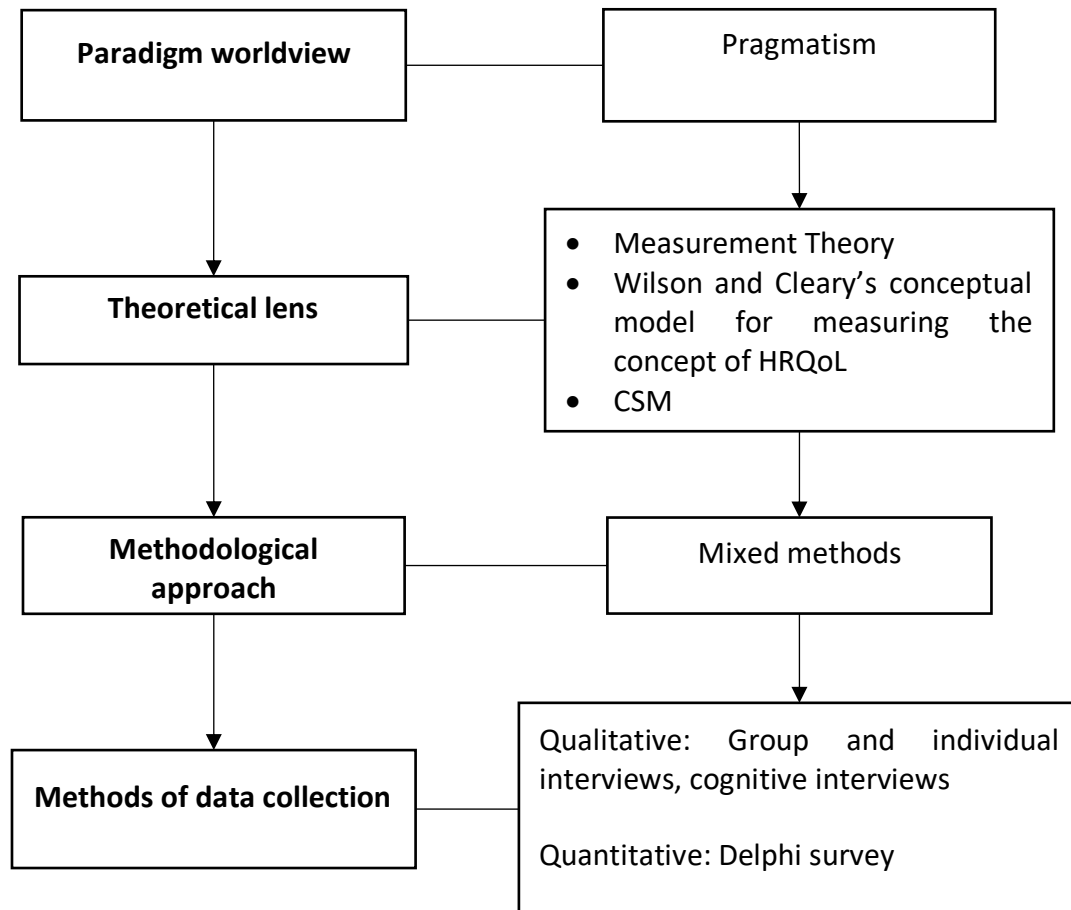 Paradigm worldview
Pragmatism
• Measurement Theory
• Wilson and Cleary’s conceptual
model for measuring the
concept of HRQoL
• CSM
Theoretical lens
Methodological
approach
Mixed methods
Methods of data collection
Qualitative: Group and individual
interviews, cognitive interviews
Quantitative: Delphi survey